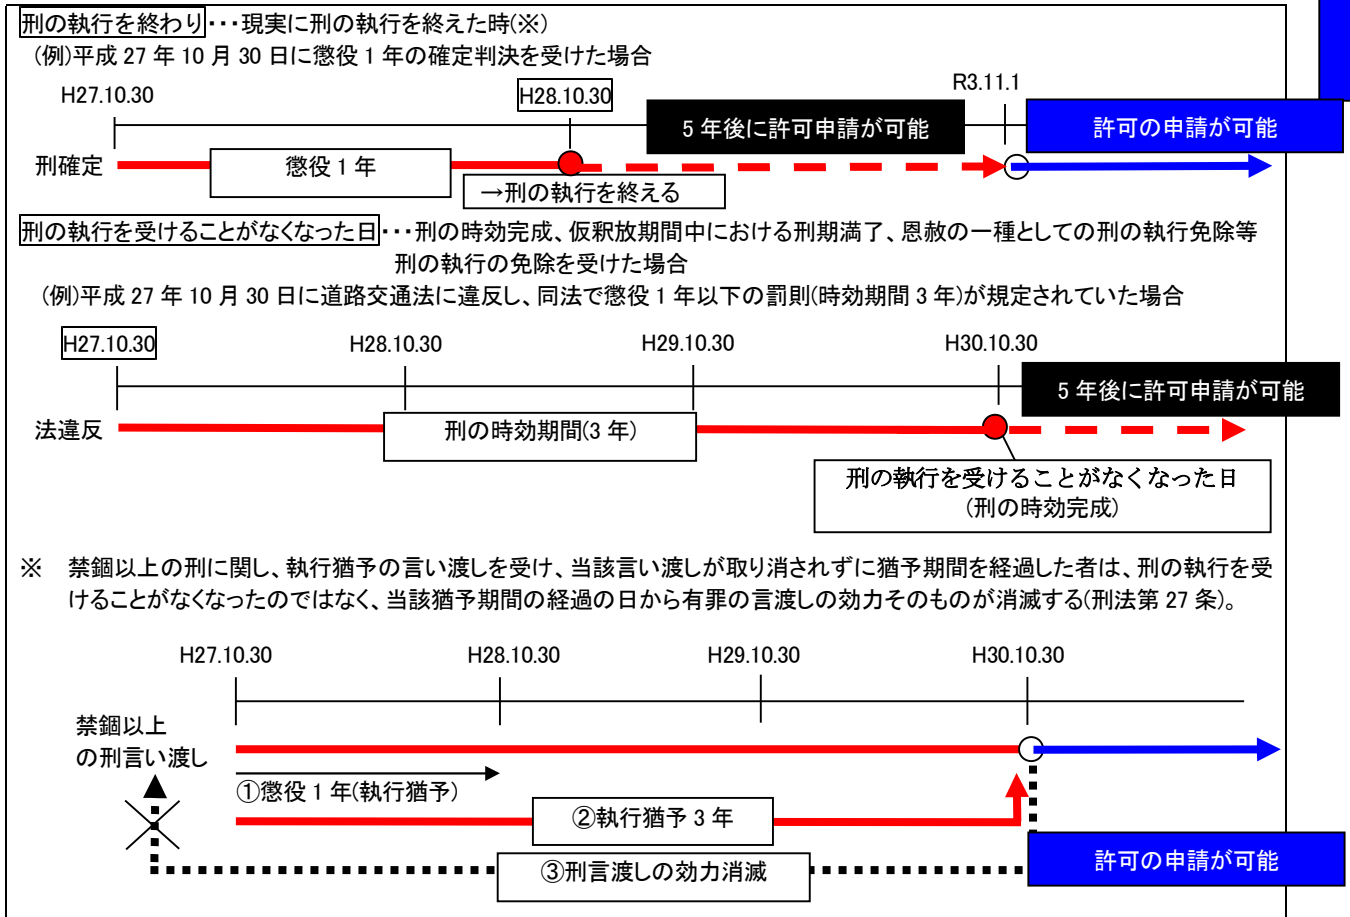 刑の執行を終わり・・・現実に刑の執行を終えた時(※)
(例)平成 27 年 10 月 30 日に懲役 1 年の確定判決を受けた場合
H27.10.30
H28.10.30
R3.11.1
5 年後に許可申請が可能
許可の申請が可能
刑確定
懲役 1 年
→刑の執行を終える
刑の執行を受けることがなくなった日・・・刑の時効完成、仮釈放期間中における刑期満了、恩赦の一種としての刑の執行免除等
刑の執行の免除を受けた場合
(例)平成 27 年 10 月 30 日に道路交通法に違反し、同法で懲役 1 年以下の罰則(時効期間 3 年)が規定されていた場合
H27.10.30
H28.10.30
H29.10.30
H30.10.30
5 年後に許可申請が可能
法違反
刑の時効期間(3 年)
刑の執行を受けることがなくなった日
(刑の時効完成)
※ 禁錮以上の刑に関し、執行猶予の言い渡しを受け、当該言い渡しが取り消されずに猶予期間を経過した者は、刑の執行を受
けることがなくなったのではなく、当該猶予期間の経過の日から有罪の言渡しの効力そのものが消滅する(刑法第 27 条)。
H27.10.30
H28.10.30
H29.10.30
H30.10.30
禁錮以上
の刑言い渡し
①懲役 1 年(執行猶予)
②執行猶予 3 年
③刑言渡しの効力消滅
許可の申請が可能